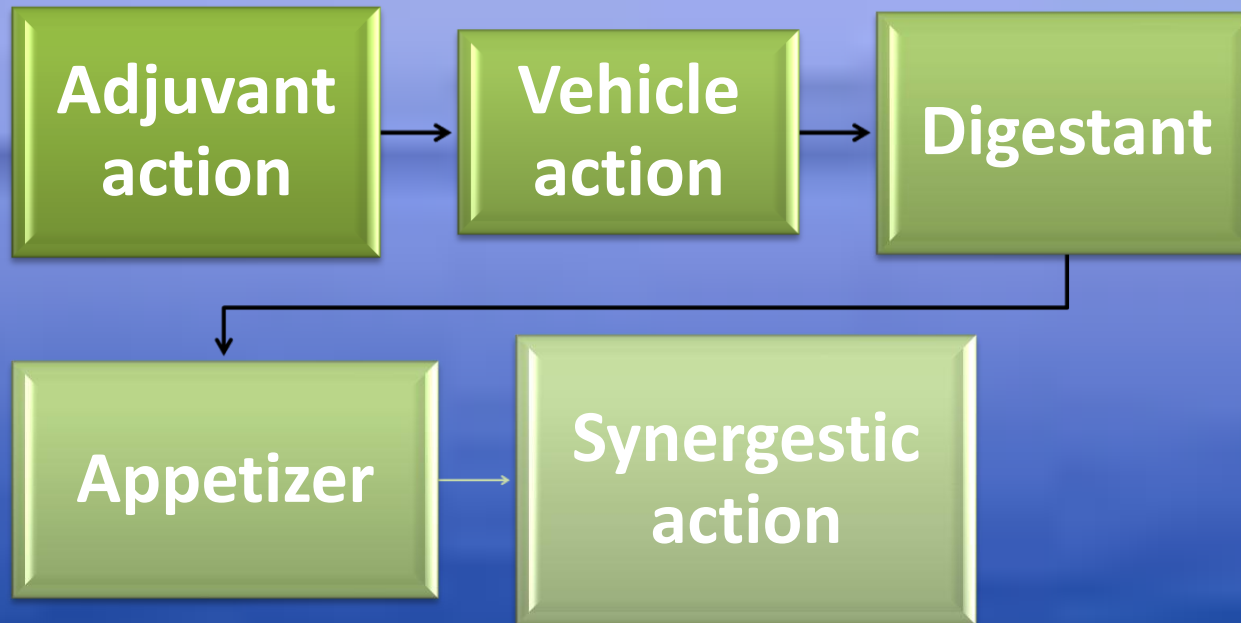 Adjuvant
action
Vehicle
action
Digestant
Appetizer
Synergestic
action